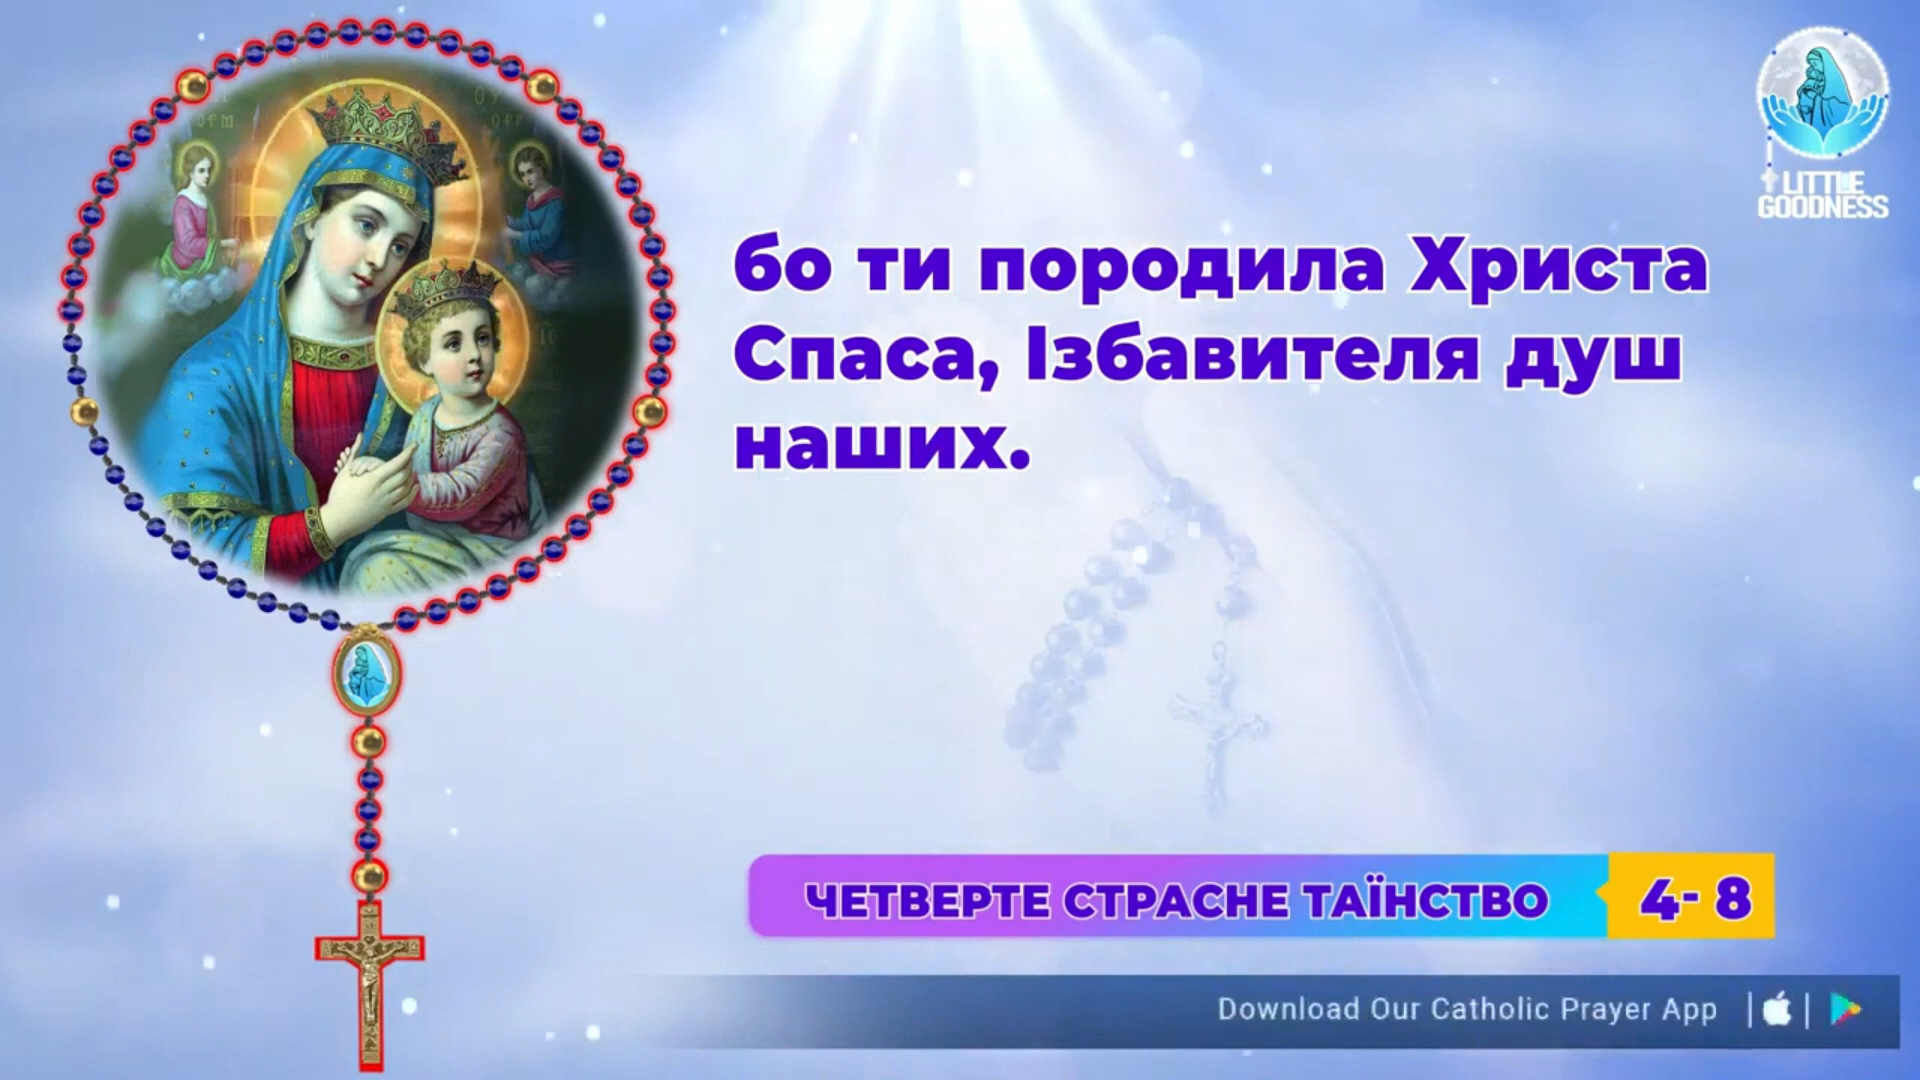 LITTLE
GOODNESS
бо ти породила Христа
Спаса, Ізбавителя душ
наших.
ЧЕТВЕРТЕ СТРАСНЕ ТАЇНСТВО
4- 8
Download Our Catholic Prayer App